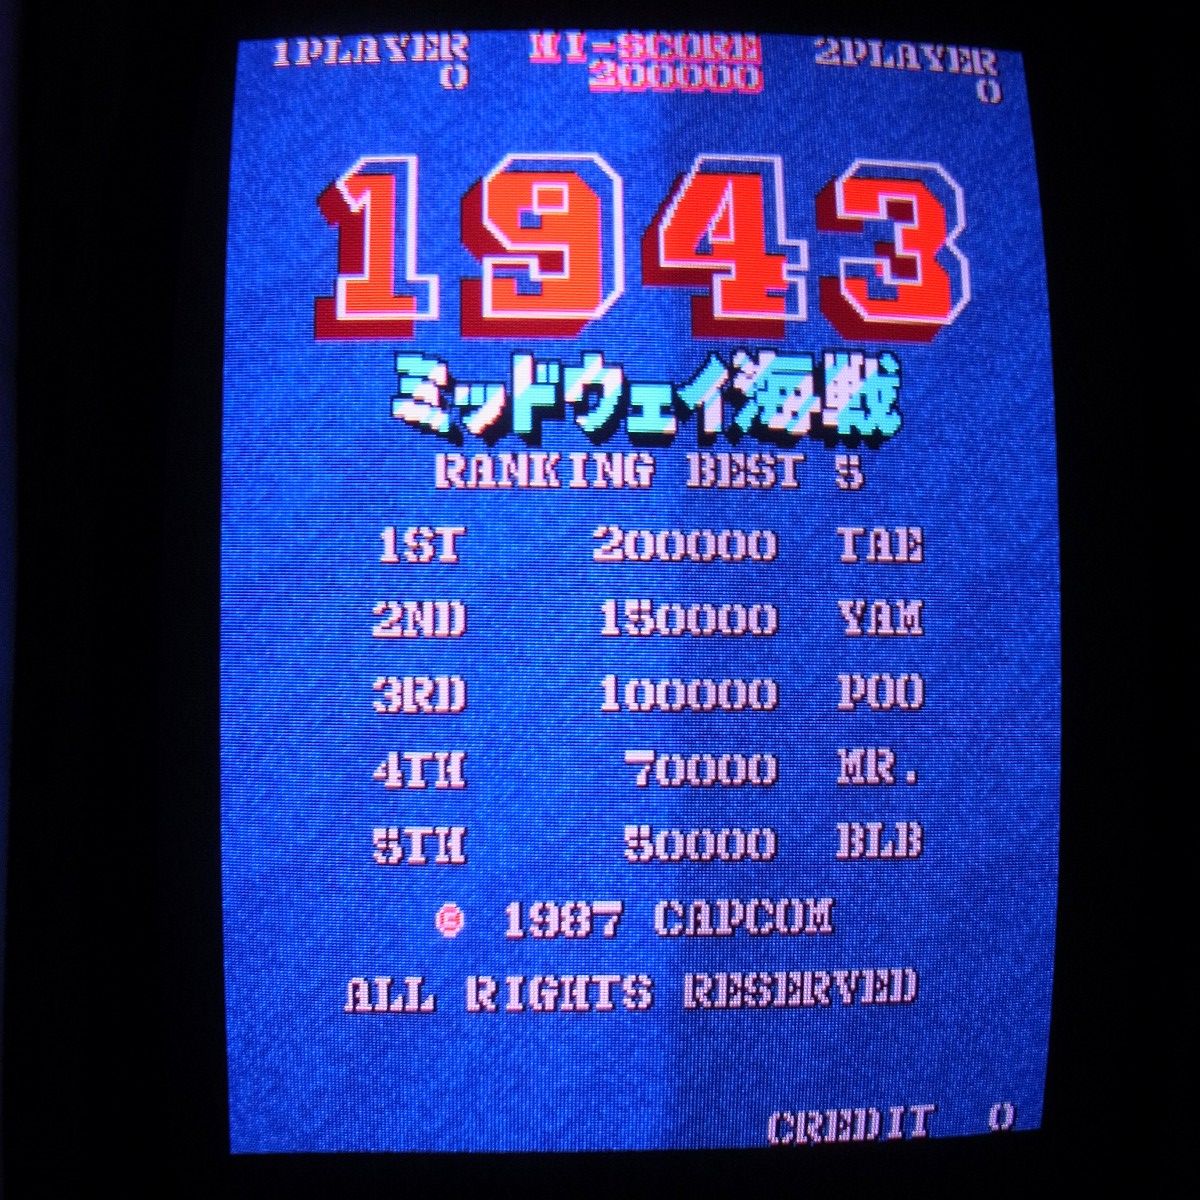 1PLAYER HI-SCORE 2PLAYER
0 200000 0
1943
ミッドウェイ海戦
RANKING BEST 5
1ST 200000 TAE
2ND 150000 YAM
3RD 100000 POO
4TH 70000 MR.
5TH 50000 BLB
© 1987 CAPCOM
ALL RIGHTS RESERVED
CREDIT 0